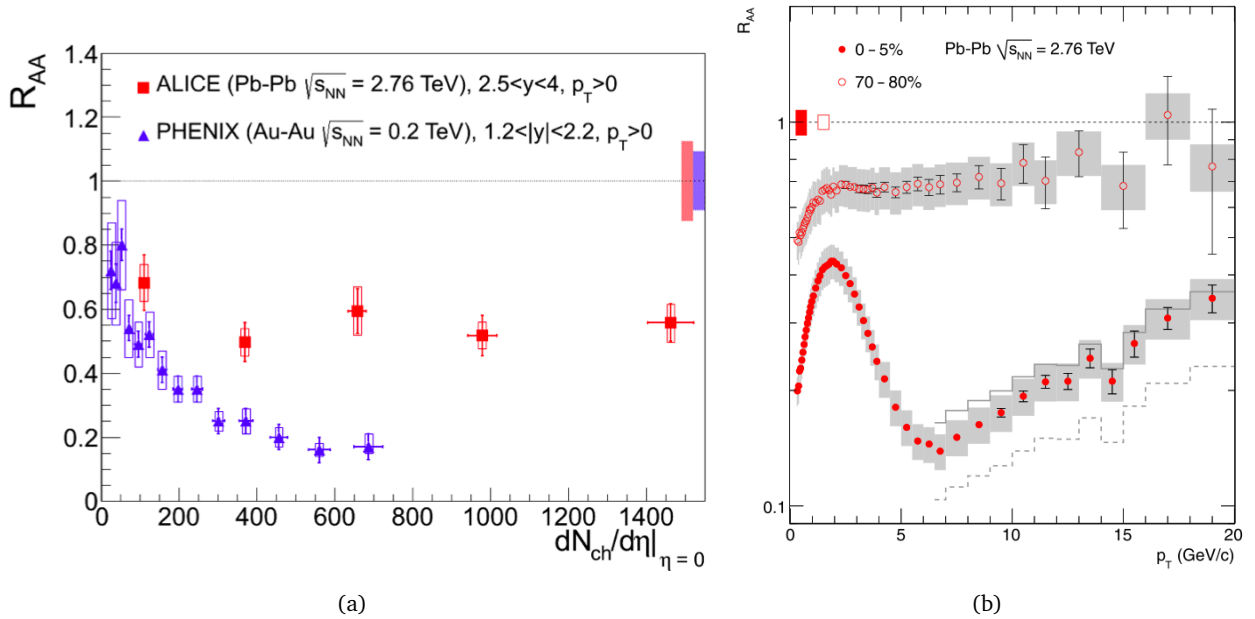 R_AA
1.4
1.2
1
0.8
0.6
0.4
0.2
0
ALICE (Pb-Pb √s_NN = 2.76 TeV), 2.5<y<4, p_T>0
PHENIX (Au-Au √s_NN = 0.2 TeV), 1.2<|y|<2.2, p_T>0
0 200 400 600 800 1000 1200 1400
dN_ch/dη|_η = 0
(a)
R_AA
1
0.1
0 – 5% Pb-Pb √s_NN = 2.76 TeV
70 – 80%
0 5 10 15 20
p_T (GeV/c)
(b)